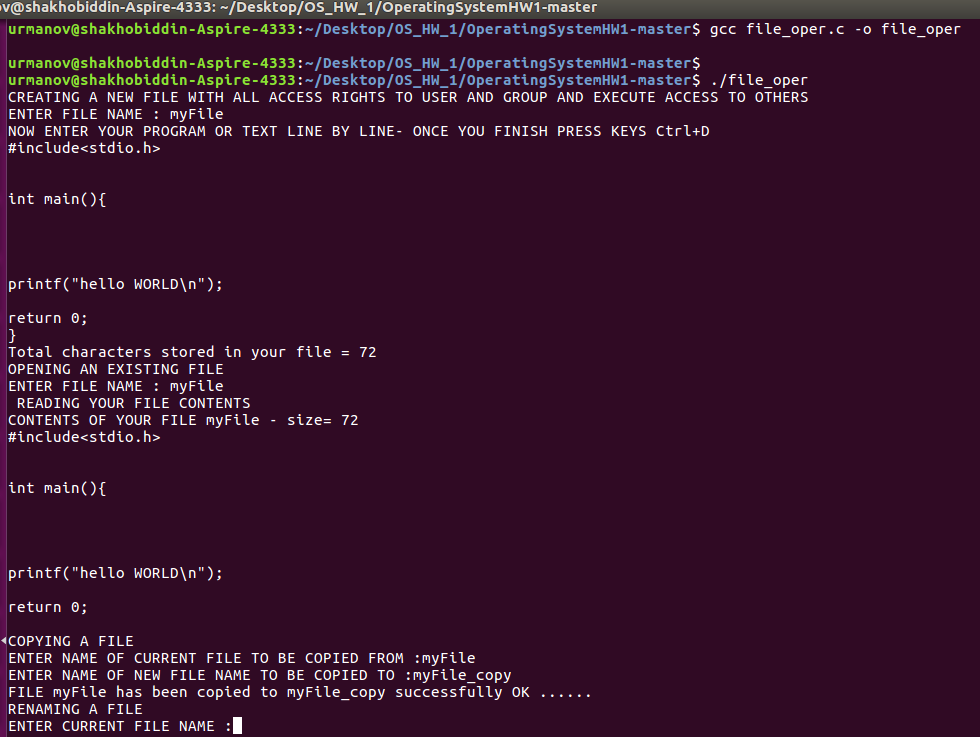 ov@shakhobiddin-Aspire-4333: ~/Desktop/OS_HW_1/OperatingSystemHW1-master
urmanov@shakhobiddin-Aspire-4333:~/Desktop/OS_HW_1/OperatingSystemHW1-master$ gcc file_oper.c -o file_oper
urmanov@shakhobiddin-Aspire-4333:~/Desktop/OS_HW_1/OperatingSystemHW1-master$
urmanov@shakhobiddin-Aspire-4333:~/Desktop/OS_HW_1/OperatingSystemHW1-master$ ./file_oper
CREATING A NEW FILE WITH ALL ACCESS RIGHTS TO USER AND GROUP AND EXECUTE ACCESS TO OTHERS
ENTER FILE NAME : myFile
NOW ENTER YOUR PROGRAM OR TEXT LINE BY LINE- ONCE YOU FINISH PRESS KEYS Ctrl+D
#include<stdio.h>
int main(){
printf("hello WORLD\n");
return 0;
}
Total characters stored in your file = 72
OPENING AN EXISTING FILE
ENTER FILE NAME : myFile
 READING YOUR FILE CONTENTS
CONTENTS OF YOUR FILE myFile - size= 72
#include<stdio.h>
int main(){
printf("hello WORLD\n");
return 0;
COPYING A FILE
ENTER NAME OF CURRENT FILE TO BE COPIED FROM :myFile
ENTER NAME OF NEW FILE NAME TO BE COPIED TO :myFile_copy
FILE myFile has been copied to myFile_copy successfully OK ......
RENAMING A FILE
ENTER CURRENT FILE NAME :